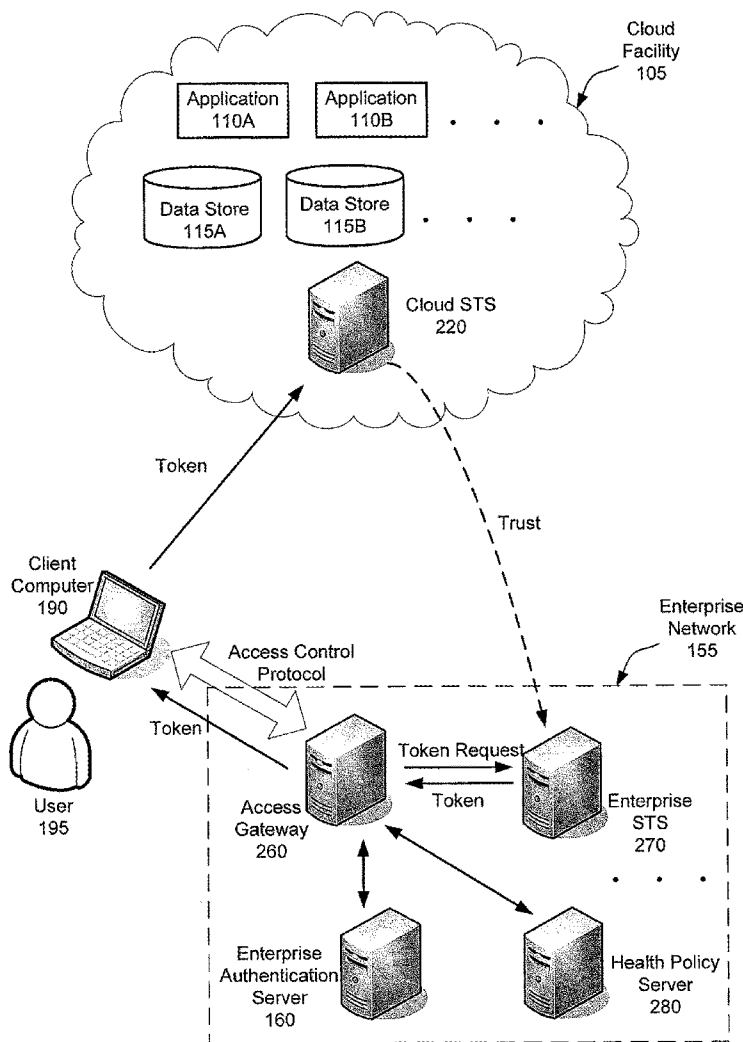 Cloud
Facility
105
Application
110A
Application
110B
. . .
Data Store
115A
Data Store
115B
. . .
Cloud STS
220
Token
Trust
Client
Computer
190
Enterprise
Network
155
Access Control
Protocol
Token
Token Request
Token
User
195
Access
Gateway
260
Enterprise
STS
270
. . .
Enterprise
Authentication
Server
160
Health Policy
Server
280